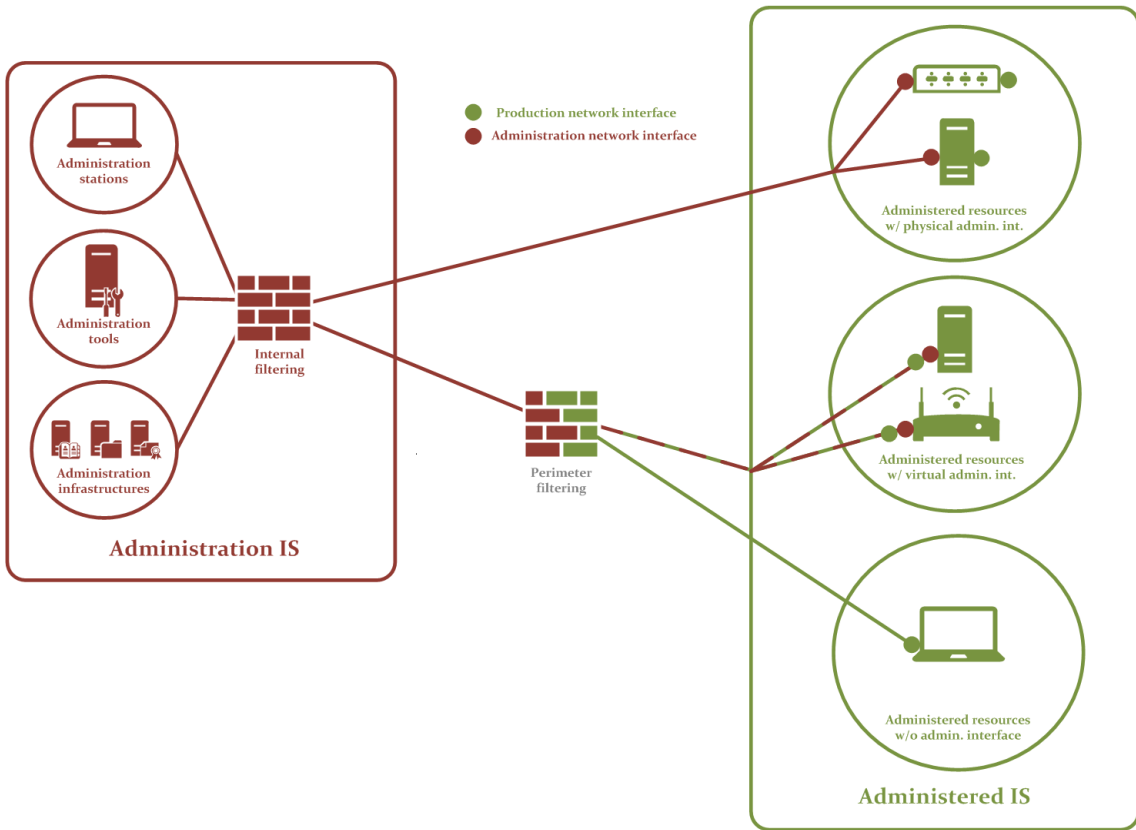 Administration
stations
Administration
tools
Administration
infrastructures
Internal
filtering
Administration IS
Production network interface
Administration network interface
Perimeter
filtering
Administered resources
w/ physical admin. int.
Administered resources
w/ virtual admin. int.
Administered resources
w/o admin. interface
Administered IS